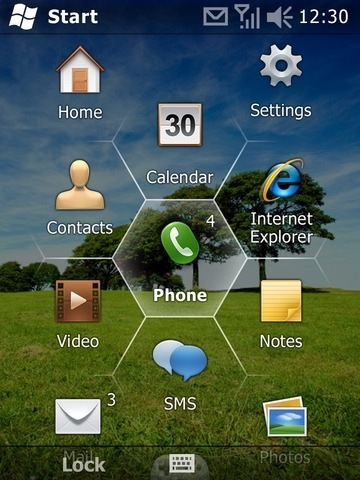 Start
12:30
Home
Settings
30
Calendar
Contacts
Internet
Explorer
4
Phone
Video
Notes
SMS
3
Mail
Photos
Lock